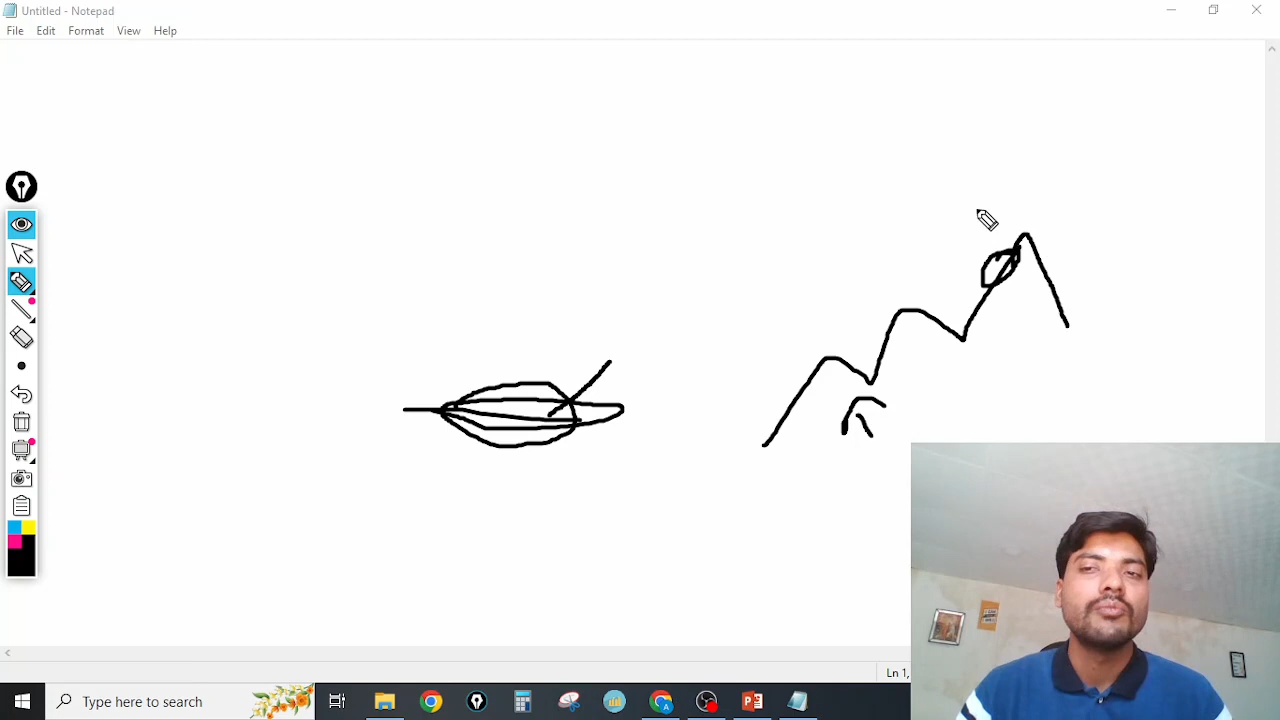 Untitled - Notepad
File Edit Format View Help
Ln 1,
Type here to search